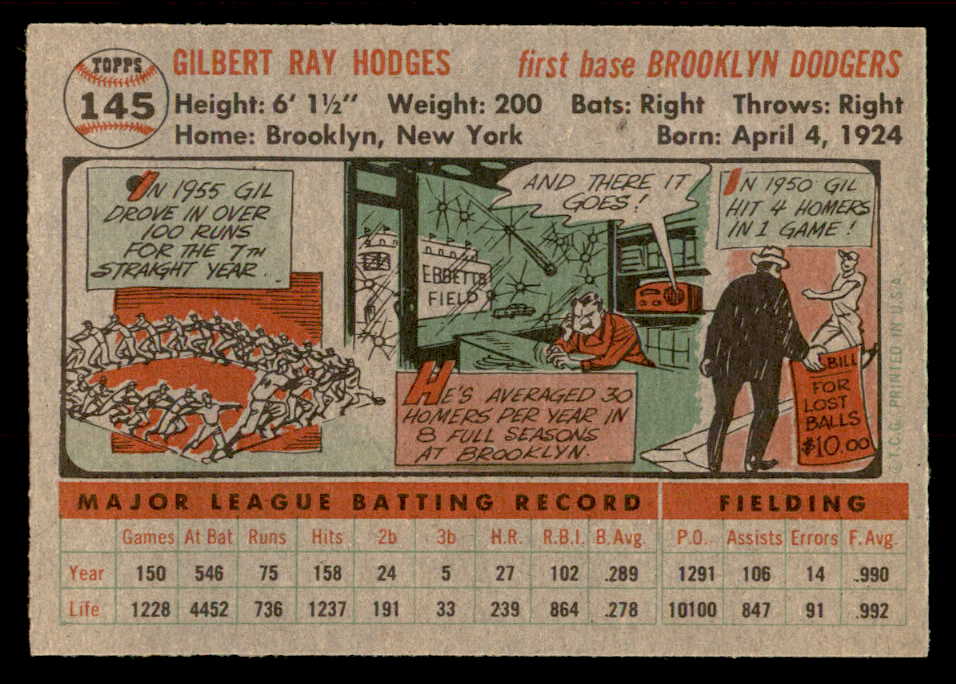 TOPPS
145
GILBERT RAY HODGES first base BROOKLYN DODGERS
Height: 6' 1½" Weight: 200 Bats: Right Throws: Right
Home: Brooklyn, New York Born: April 4, 1924
IN 1955 GIL
DROVE IN OVER
100 RUNS
FOR THE 7TH
STRAIGHT YEAR.
EBBETTS
FIELD
AND THERE IT
GOES!
HE'S AVERAGED 30
HOMERS PER YEAR IN
8 FULL SEASONS
AT BROOKLYN.
IN 1950 GIL
HIT 4 HOMERS
IN 1 GAME!
BILL
FOR
LOST
BALLS
$10.00
©T.C.G. PRINTED IN U.S.A.
MAJOR LEAGUE BATTING RECORD FIELDING
Games At Bat Runs Hits 2b 3b H.R. R.B.I. B.Avg. P.O. Assists Errors F.Avg.
Year 150 546 75 158 24 5 27 102 .289 1291 106 14 .990
Life 1228 4452 736 1237 191 33 239 864 .278 10100 847 91 .992